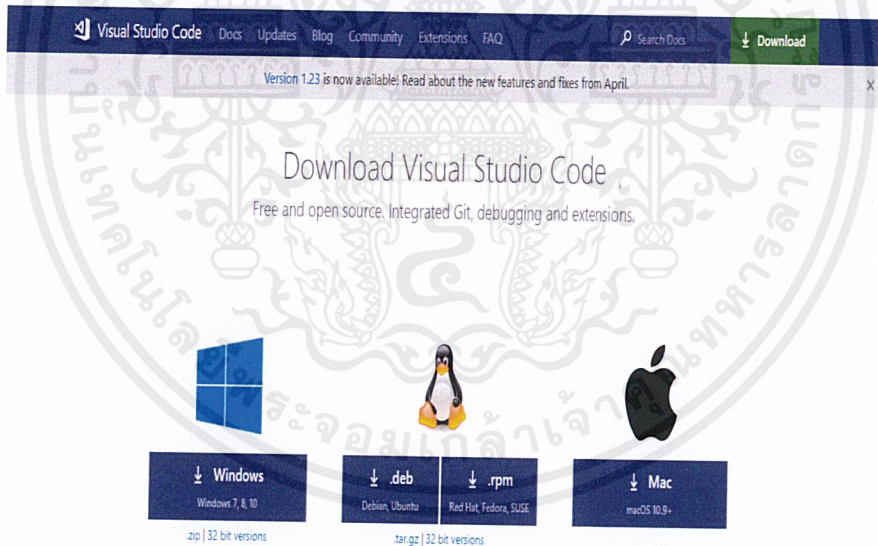 Visual Studio Code Docs Updates Blog Community Extensions FAQ Search Docs Download
Version 1.23 is now available! Read about the new features and fixes from April. X
Download Visual Studio Code
Free and open source. Integrated Git, debugging and extensions.
Windows
Windows 7, 8, 10
.deb
Debian, Ubuntu
.rpm
Red Hat, Fedora, SUSE
Mac
macOS 10.9+
.zip | 32 bit versions
.tar.gz | 32 bit versions